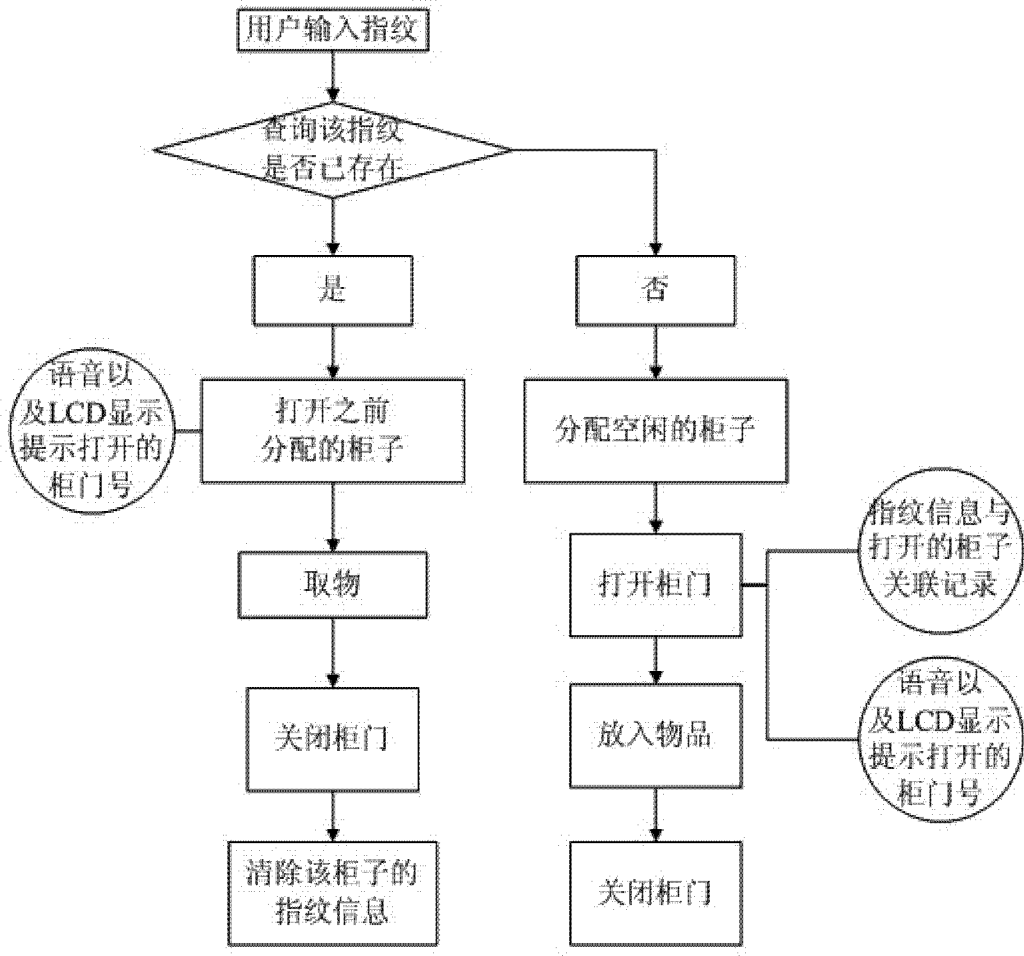 用户输入指纹
查询该指纹
是否已存在
是
否
语音以
及LCD显示
提示打开的
柜门号
打开之前
分配的柜子
分配空闲的柜子
取物
打开柜门
指纹信息与
打开的柜子
关联记录
关闭柜门
放入物品
语音以
及LCD显示
提示打开的
柜门号
清除该柜子的
指纹信息
关闭柜门